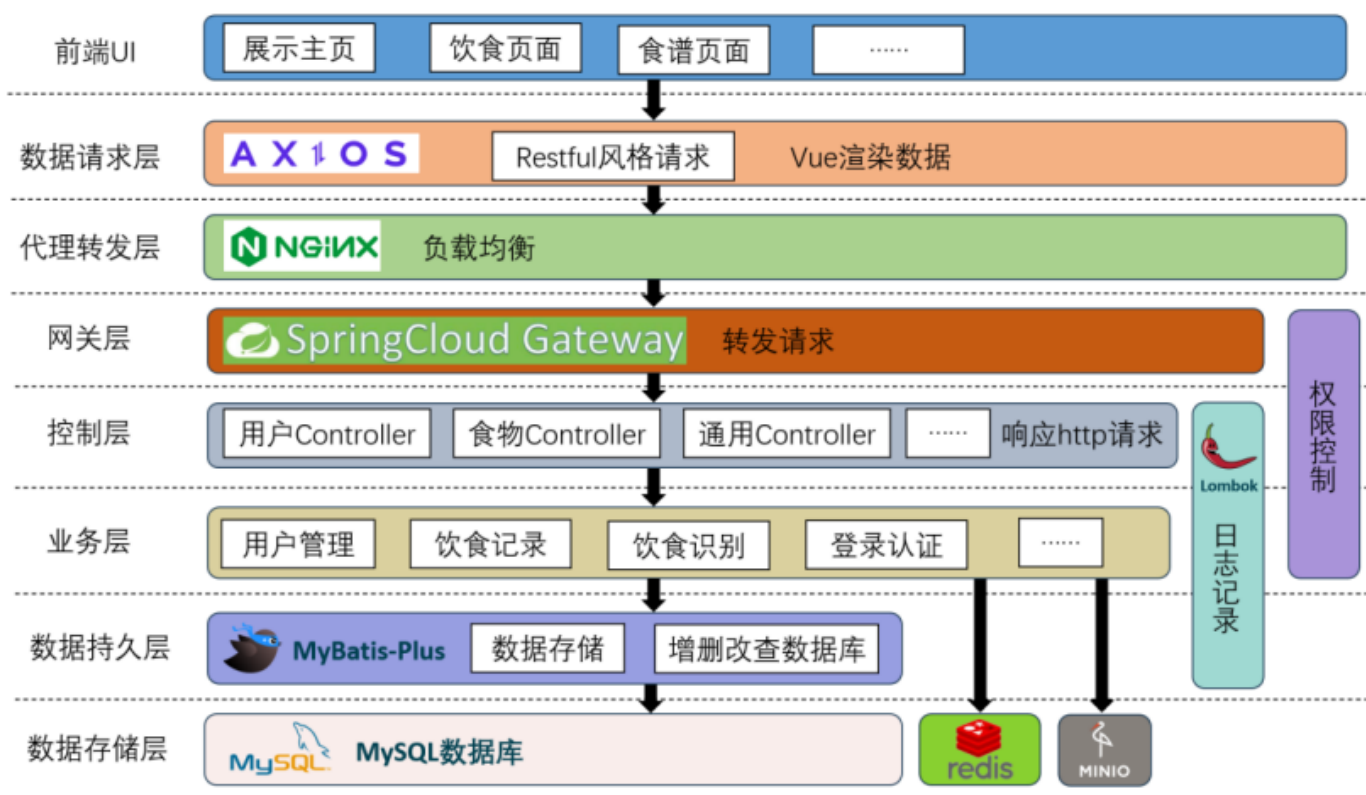 前端UI
展示主页
饮食页面
食谱页面
……
数据请求层
AXIOS
Restful风格请求
Vue渲染数据
代理转发层
NGINX
负载均衡
网关层
SpringCloud Gateway
转发请求
控制层
用户Controller
食物Controller
通用Controller
……
响应http请求
业务层
用户管理
饮食记录
饮食识别
登录认证
……
Lombok
日志记录
权限控制
数据持久层
MyBatis-Plus
数据存储
增删改查数据库
数据存储层
MySQL
MySQL数据库
redis
MINIO